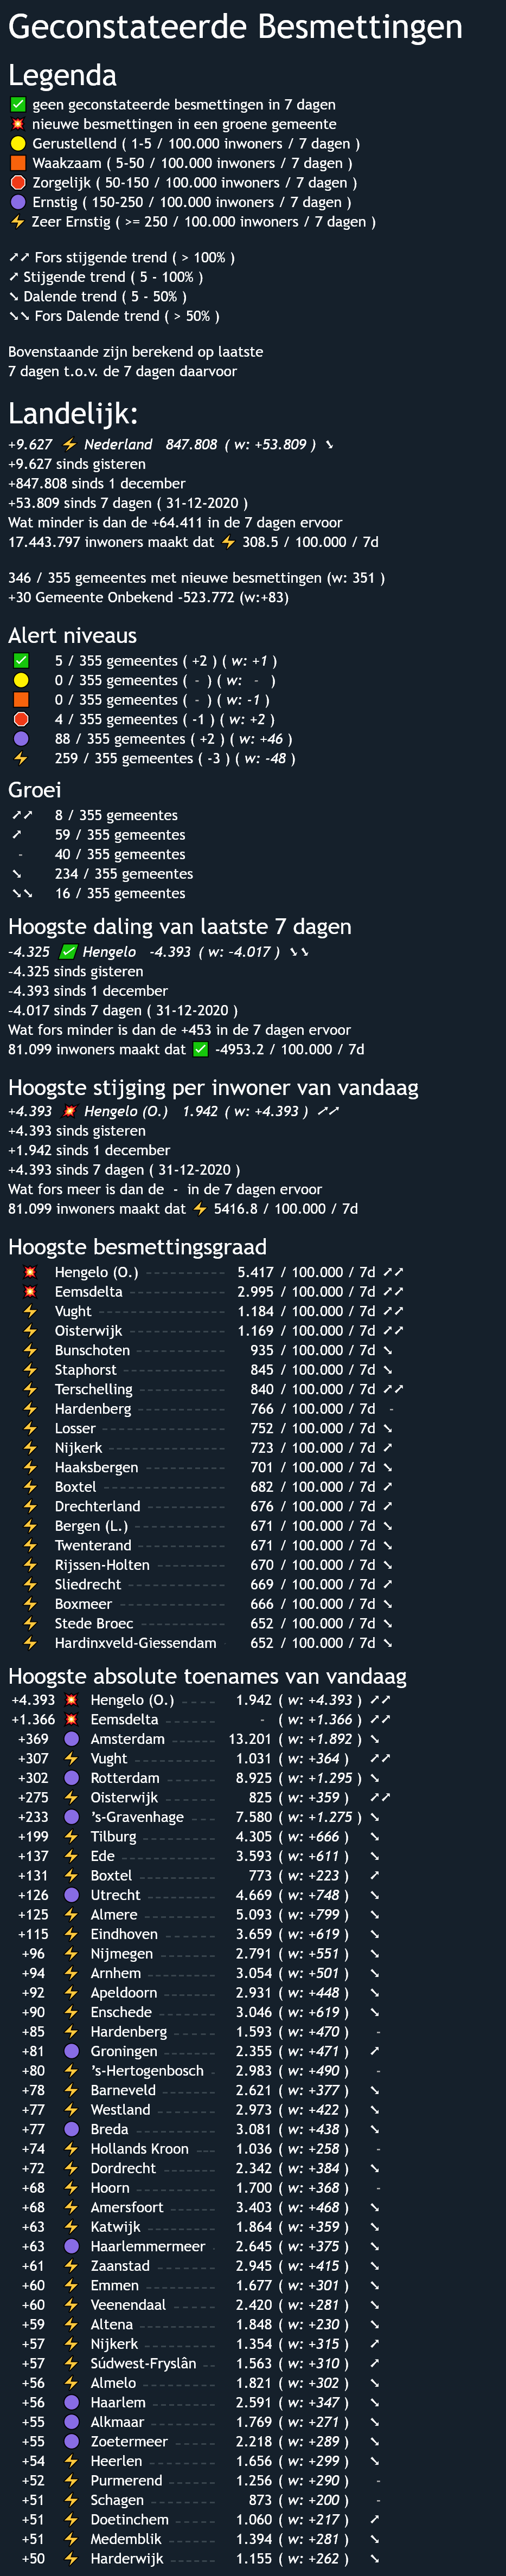 Geconstateerde Besmettingen
Legenda
✅ geen geconstateerde besmettingen in 7 dagen
💥 nieuwe besmettingen in een groene gemeente
🟡 Gerustellend ( 1-5 / 100.000 inwoners / 7 dagen )
🟧 Waakzaam ( 5-50 / 100.000 inwoners / 7 dagen )
🛑 Zorgelijk ( 50-150 / 100.000 inwoners / 7 dagen )
🟣 Ernstig ( 150-250 / 100.000 inwoners / 7 dagen )
⚡ Zeer Ernstig ( >= 250 / 100.000 inwoners / 7 dagen )
↗↗ Fors stijgende trend ( > 100% )
↗ Stijgende trend ( 5 - 100% )
↘ Dalende trend ( 5 - 50% )
↘↘ Fors Dalende trend ( > 50% )
Bovenstaande zijn berekend op laatste
7 dagen t.o.v. de 7 dagen daarvoor
Landelijk:
+9.627 ⚡ Nederland 847.808 ( w: +53.809 ) ↘
+9.627 sinds gisteren
+847.808 sinds 1 december
+53.809 sinds 7 dagen ( 31-12-2020 )
Wat minder is dan de +64.411 in de 7 dagen ervoor
17.443.797 inwoners maakt dat ⚡ 308.5 / 100.000 / 7d
346 / 355 gemeentes met nieuwe besmettingen (w: 351 )
+30 Gemeente Onbekend -523.772 (w:+83)
Alert niveaus
✅ 5 / 355 gemeentes ( +2 ) ( w: +1 )
🟡 0 / 355 gemeentes ( - ) ( w: - )
🟧 0 / 355 gemeentes ( - ) ( w: -1 )
🛑 4 / 355 gemeentes ( -1 ) ( w: +2 )
🟣 88 / 355 gemeentes ( +2 ) ( w: +46 )
⚡ 259 / 355 gemeentes ( -3 ) ( w: -48 )
Groei
↗↗ 8 / 355 gemeentes
↗ 59 / 355 gemeentes
- 40 / 355 gemeentes
↘ 234 / 355 gemeentes
↘↘ 16 / 355 gemeentes
Hoogste daling van laatste 7 dagen
-4.325 ✅ Hengelo -4.393 ( w: -4.017 ) ↘↘
-4.325 sinds gisteren
-4.393 sinds 1 december
-4.017 sinds 7 dagen ( 31-12-2020 )
Wat fors minder is dan de +453 in de 7 dagen ervoor
81.099 inwoners maakt dat ✅ -4953.2 / 100.000 / 7d
Hoogste stijging per inwoner van vandaag
+4.393 💥 Hengelo (O.) 1.942 ( w: +4.393 ) ↗↗
+4.393 sinds gisteren
+1.942 sinds 1 december
+4.393 sinds 7 dagen ( 31-12-2020 )
Wat fors meer is dan de - in de 7 dagen ervoor
81.099 inwoners maakt dat ⚡ 5416.8 / 100.000 / 7d
Hoogste besmettingsgraad
💥 Hengelo (O.) 5.417 / 100.000 / 7d ↗↗
💥 Eemsdelta 2.995 / 100.000 / 7d ↗↗
⚡ Vught 1.184 / 100.000 / 7d ↗↗
⚡ Oisterwijk 1.169 / 100.000 / 7d ↗↗
⚡ Bunschoten 935 / 100.000 / 7d ↘
⚡ Staphorst 845 / 100.000 / 7d ↘
⚡ Terschelling 840 / 100.000 / 7d ↗↗
⚡ Hardenberg 766 / 100.000 / 7d -
⚡ Losser 752 / 100.000 / 7d ↘
⚡ Nijkerk 723 / 100.000 / 7d ↗
⚡ Haaksbergen 701 / 100.000 / 7d ↘
⚡ Boxtel 682 / 100.000 / 7d ↗
⚡ Drechterland 676 / 100.000 / 7d ↗
⚡ Bergen (L.) 671 / 100.000 / 7d ↘
⚡ Twenterand 671 / 100.000 / 7d ↘
⚡ Rijssen-Holten 670 / 100.000 / 7d ↘
⚡ Sliedrecht 669 / 100.000 / 7d ↗
⚡ Boxmeer 666 / 100.000 / 7d ↘
⚡ Stede Broec 652 / 100.000 / 7d ↘
⚡ Hardinxveld-Giessendam 652 / 100.000 / 7d ↘
Hoogste absolute toenames van vandaag
+4.393 💥 Hengelo (O.) 1.942 ( w: +4.393 ) ↗↗
+1.366 💥 Eemsdelta - ( w: +1.366 ) ↗↗
+369 🟣 Amsterdam 13.201 ( w: +1.892 ) ↘
+307 ⚡ Vught 1.031 ( w: +364 ) ↗↗
+302 🟣 Rotterdam 8.925 ( w: +1.295 ) ↘
+275 ⚡ Oisterwijk 825 ( w: +359 ) ↗↗
+233 🟣 's-Gravenhage 7.580 ( w: +1.275 ) ↘
+199 ⚡ Tilburg 4.305 ( w: +666 ) ↘
+137 ⚡ Ede 3.593 ( w: +611 ) ↘
+131 ⚡ Boxtel 773 ( w: +223 ) ↗
+126 🟣 Utrecht 4.669 ( w: +748 ) ↘
+125 ⚡ Almere 5.093 ( w: +799 ) ↘
+115 ⚡ Eindhoven 3.659 ( w: +619 ) ↘
+96 ⚡ Nijmegen 2.791 ( w: +551 ) ↘
+94 ⚡ Arnhem 3.054 ( w: +501 ) ↘
+92 ⚡ Apeldoorn 2.931 ( w: +448 ) ↘
+90 ⚡ Enschede 3.046 ( w: +619 ) ↘
+85 ⚡ Hardenberg 1.593 ( w: +470 ) -
+81 🟣 Groningen 2.355 ( w: +471 ) ↗
+80 ⚡ 's-Hertogenbosch 2.983 ( w: +490 ) -
+78 ⚡ Barneveld 2.621 ( w: +377 ) ↘
+77 ⚡ Westland 2.973 ( w: +422 ) ↘
+77 🟣 Breda 3.081 ( w: +438 ) ↘
+74 ⚡ Hollands Kroon 1.036 ( w: +258 ) -
+72 ⚡ Dordrecht 2.342 ( w: +384 ) ↘
+68 ⚡ Hoorn 1.700 ( w: +368 ) -
+68 ⚡ Amersfoort 3.403 ( w: +468 ) ↘
+63 ⚡ Katwijk 1.864 ( w: +359 ) ↘
+63 🟣 Haarlemmermeer 2.645 ( w: +375 ) ↘
+61 ⚡ Zaanstad 2.945 ( w: +415 ) ↘
+60 ⚡ Emmen 1.677 ( w: +301 ) ↘
+60 ⚡ Veenendaal 2.420 ( w: +281 ) ↘
+59 ⚡ Altena 1.848 ( w: +230 ) ↘
+57 ⚡ Nijkerk 1.354 ( w: +315 ) ↗
+57 ⚡ Súdwest-Fryslân 1.563 ( w: +310 ) ↗
+56 ⚡ Almelo 1.821 ( w: +302 ) ↘
+56 🟣 Haarlem 2.591 ( w: +347 ) ↘
+55 🟣 Alkmaar 1.769 ( w: +271 ) ↘
+55 🟣 Zoetermeer 2.218 ( w: +289 ) ↘
+54 ⚡ Heerlen 1.656 ( w: +299 ) ↘
+52 ⚡ Purmerend 1.256 ( w: +290 ) -
+51 ⚡ Schagen 873 ( w: +200 ) -
+51 ⚡ Doetinchem 1.060 ( w: +217 ) ↗
+51 ⚡ Medemblik 1.394 ( w: +281 ) ↘
+50 ⚡ Harderwijk 1.155 ( w: +262 ) ↘